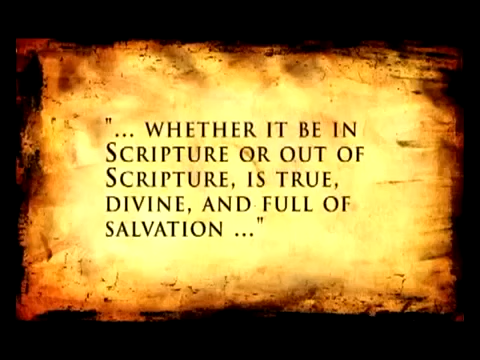 "... WHETHER IT BE IN
SCRIPTURE OR OUT OF
SCRIPTURE, IS TRUE,
DIVINE, AND FULL OF
SALVATION ..."